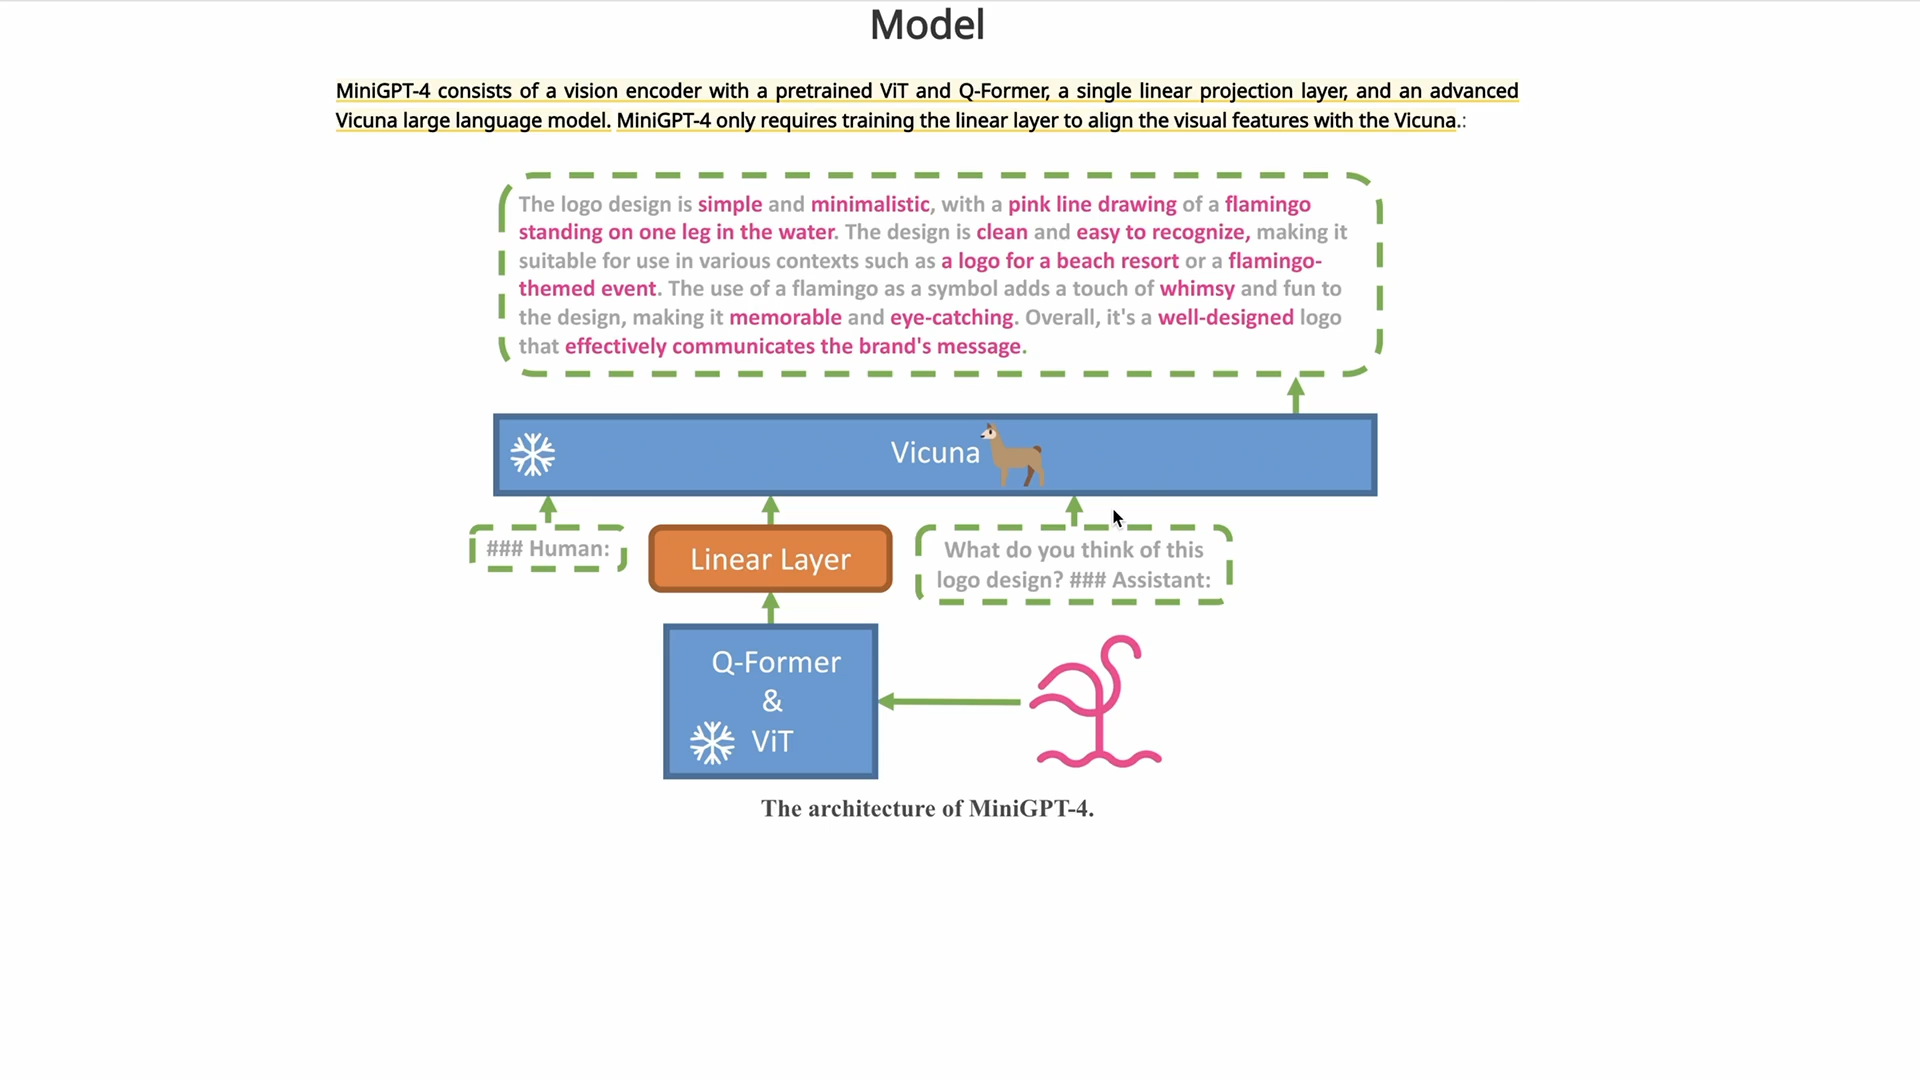 Model
MiniGPT-4 consists of a vision encoder with a pretrained ViT and Q-Former, a single linear projection layer, and an advanced
Vicuna large language model. MiniGPT-4 only requires training the linear layer to align the visual features with the Vicuna.:
The logo design is simple and minimalistic, with a pink line drawing of a flamingo
standing on one leg in the water. The design is clean and easy to recognize, making it
suitable for use in various contexts such as a logo for a beach resort or a flamingo-
themed event. The use of a flamingo as a symbol adds a touch of whimsy and fun to
the design, making it memorable and eye-catching. Overall, it's a well-designed logo
that effectively communicates the brand's message.
Vicuna
### Human:
Linear Layer
What do you think of this
logo design? ### Assistant:
Q-Former
&
ViT
The architecture of MiniGPT-4.